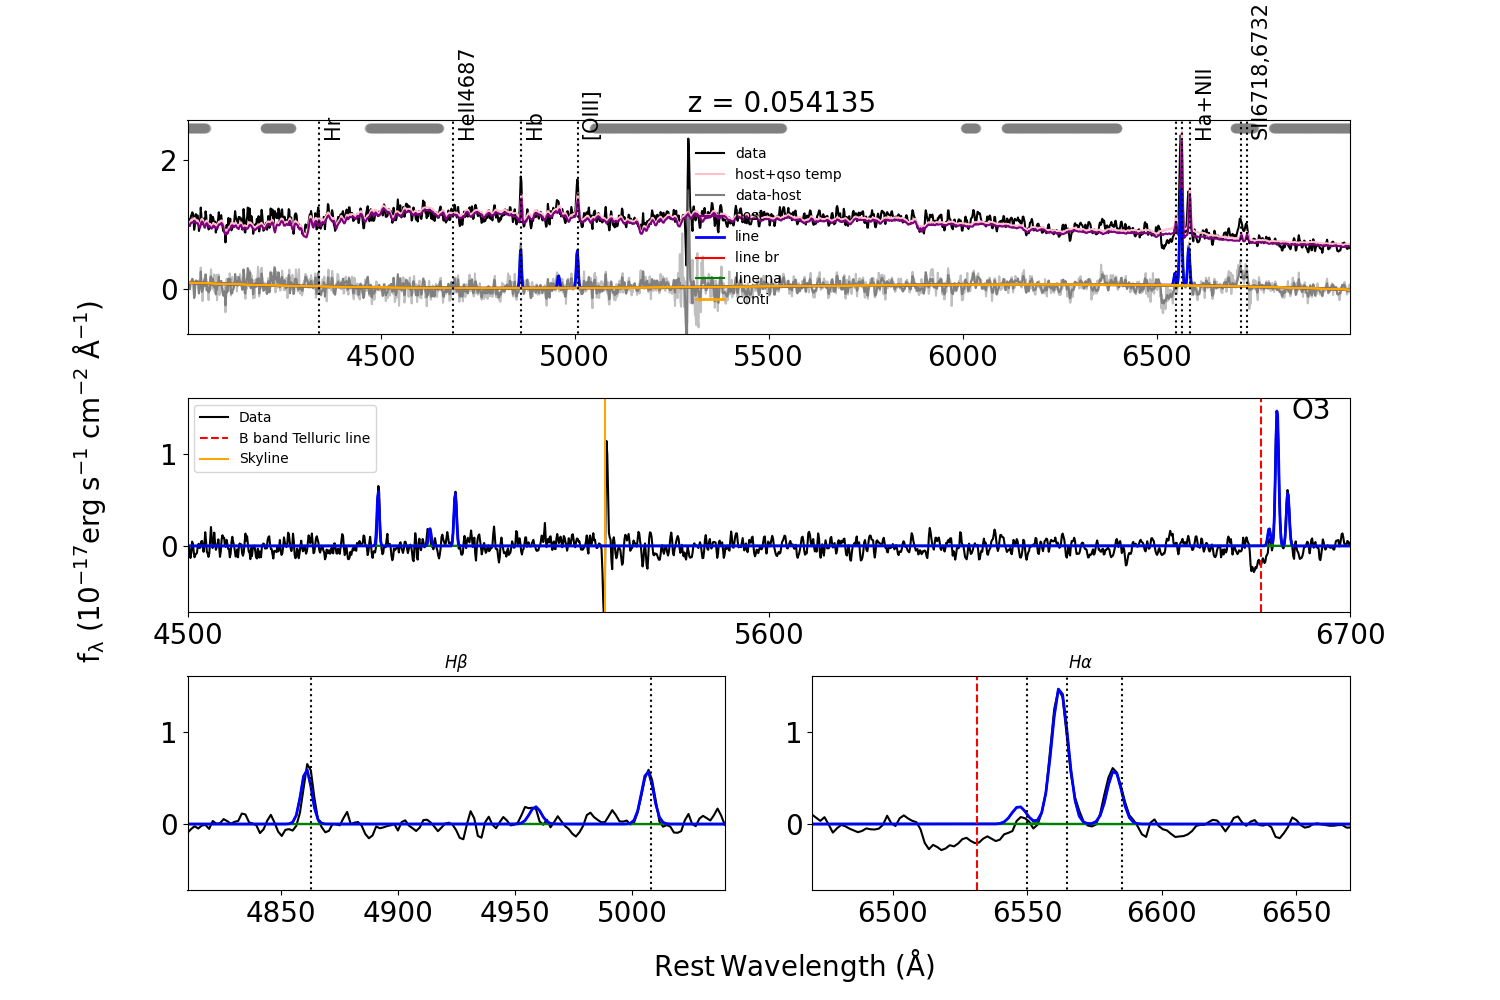 z = 0.054135
Hr
HeII4687
Hb
[OIII]
Ha+NII
SII6718,6732
data
host+qso temp
data-host
host
line
line br
line na
conti
2
0
4500
5000
5500
6000
6500
fλ (10⁻¹⁷erg s⁻¹ cm⁻² Å⁻¹)
Data
B band Telluric line
Skyline
O3
1
0
4500
5600
6700
Hβ
1
0
4850
4900
4950
5000
Hα
1
0
6500
6550
6600
6650
Rest Wavelength (Å)